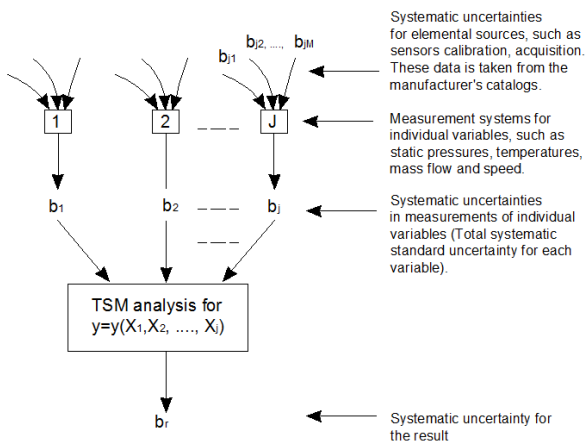 Systematic uncertainties
for elemental sources, such as
sensors calibration, acquisition.
These data is taken from the
manufacturer's catalogs.
bj1
bj2, ...., bjM
1
2
J
Measurement systems for
individual variables, such as
static pressures, temperatures,
mass flow and speed.
b1
b2
bj
Systematic uncertainties
in measurements of individual
variables (Total systematic
standard uncertainty for each
variable).
TSM analysis for
y=y(X1,X2, ...., Xj)
br
Systematic uncertainty for
the result